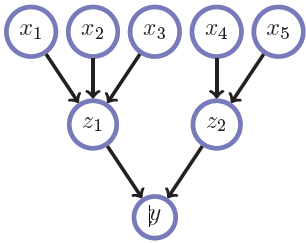 x₁ x₂ x₃ x₄ x₅
z₁ z₂
y